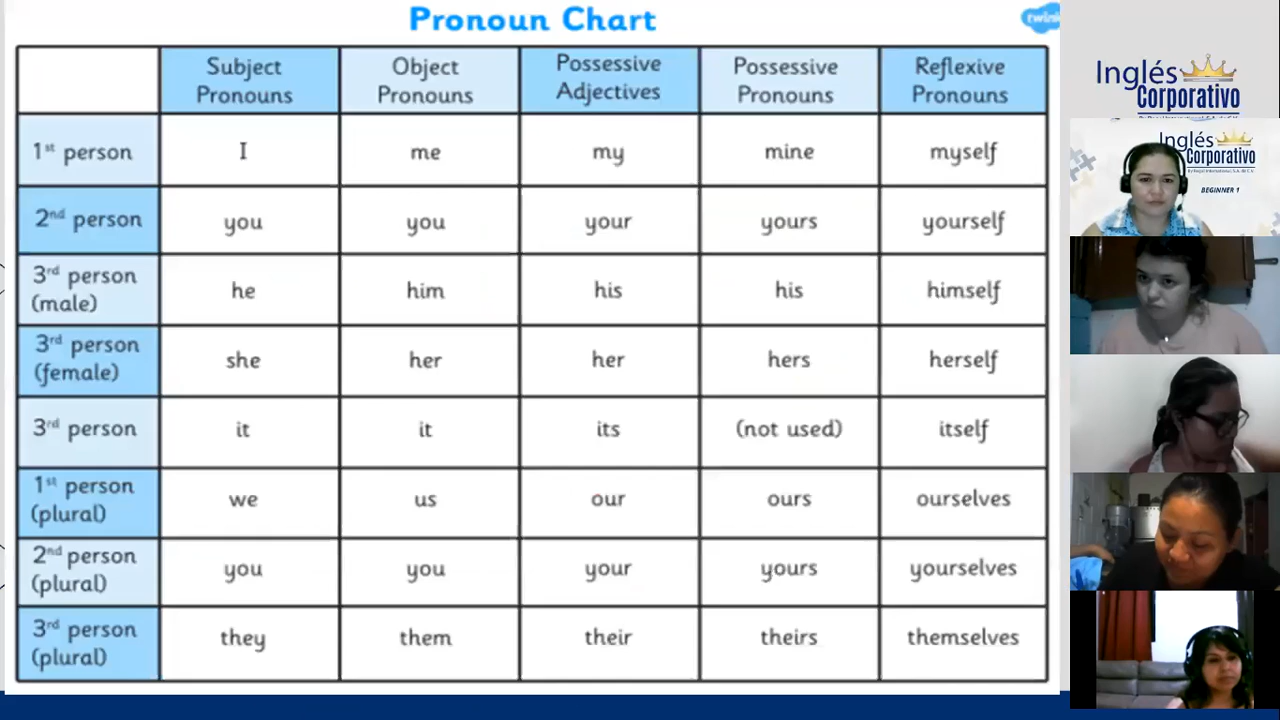 Pronoun Chart
Subject Pronouns Object Pronouns Possessive Adjectives Possessive Pronouns Reflexive Pronouns
1st person I me my mine myself
2nd person you you your yours yourself
3rd person (male) he him his his himself
3rd person (female) she her her hers herself
3rd person it it its (not used) itself
1st person (plural) we us our ours ourselves
2nd person (plural) you you your yours yourselves
3rd person (plural) they them their theirs themselves
Inglés
Corporativo
Inglés
Corporativo
BEGINNER 1